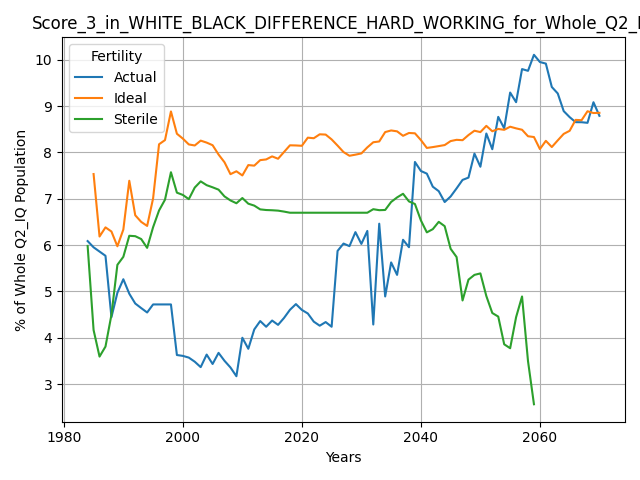 Score_3_in_WHITE_BLACK_DIFFERENCE_HARD_WORKING_for_Whole_Q2_I
Fertility
Actual
Ideal
Sterile
10
9
8
7
6
5
4
3
% of Whole Q2_IQ Population
1980
2000
2020
2040
2060
Years